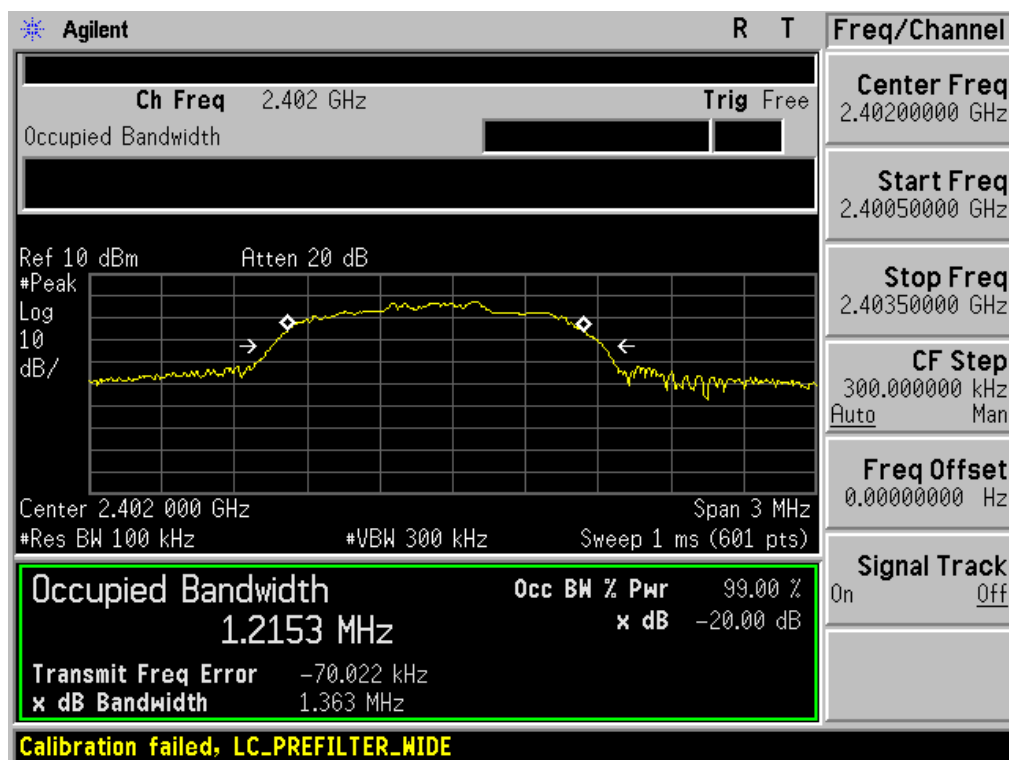 Agilent R T Freq/Channel
Ch Freq 2.402 GHz Trig Free
Occupied Bandwidth
Center Freq
2.40200000 GHz
Start Freq
2.40050000 GHz
Stop Freq
2.40350000 GHz
CF Step
300.000000 kHz
Auto Man
Freq Offset
0.00000000 Hz
Signal Track
On Off
Ref 10 dBm Atten 20 dB
#Peak
Log
10
dB/
Center 2.402 000 GHz Span 3 MHz
#Res BW 100 kHz #VBW 300 kHz Sweep 1 ms (601 pts)
Occupied Bandwidth
1.2153 MHz
Occ BW % Pwr 99.00 %
x dB -20.00 dB
Transmit Freq Error -70.022 kHz
x dB Bandwidth 1.363 MHz
Calibration failed, LC_PREFILTER_WIDE